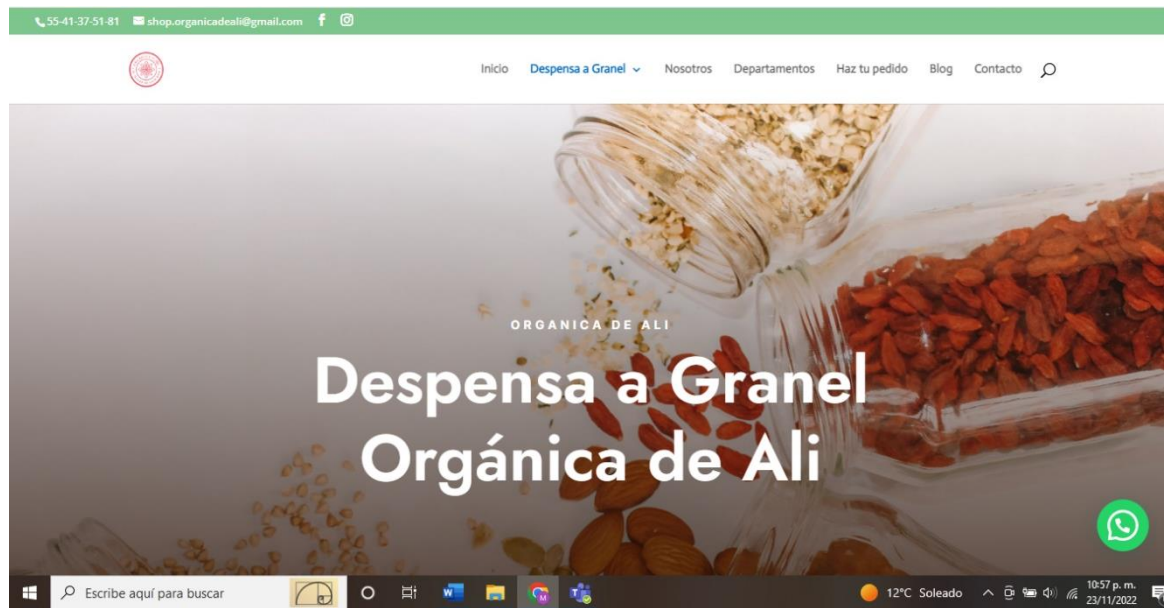 55-41-37-51-81 shop.organicadeali@gmail.com
Inicio Despensa a Granel Nosotros Departamentos Haz tu pedido Blog Contacto
ORGANICA DE ALI
Despensa a Granel
Orgánica de Ali
Escribe aquí para buscar
12°C Soleado
10:57 p. m.
23/11/2022